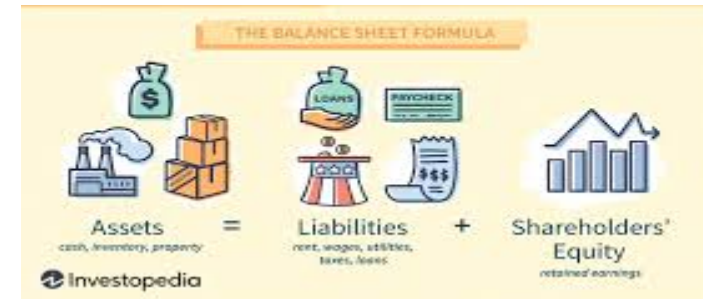 THE BALANCE SHEET FORMULA
$
LOANS
PAYCHECK
$$$
Assets = Liabilities + Shareholders' Equity
cash, inventory, property
rent, wages, utilities, taxes, loans
retained earnings
Investopedia